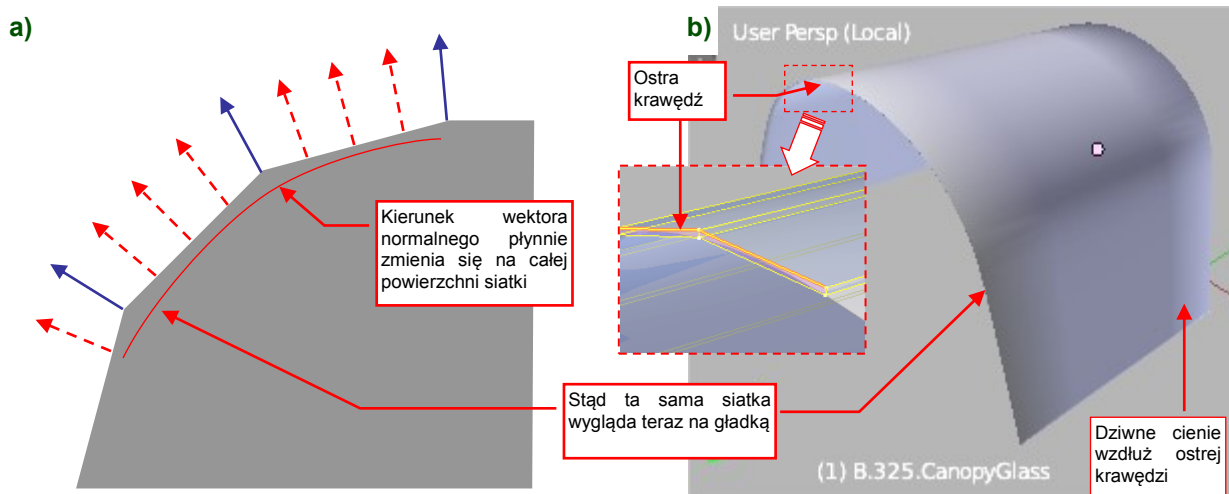 a)
Kierunek wektora
normalnego płynnie
zmienia się na całej
powierzchni siatki
b)
User Persp (Local)
Ostra
krawędź
Stąd ta sama siatka
wygląda teraz na gładką
Dziwne cienie
wzdłuż ostrej
krawędzi
(1) B.325.CanopyGlass